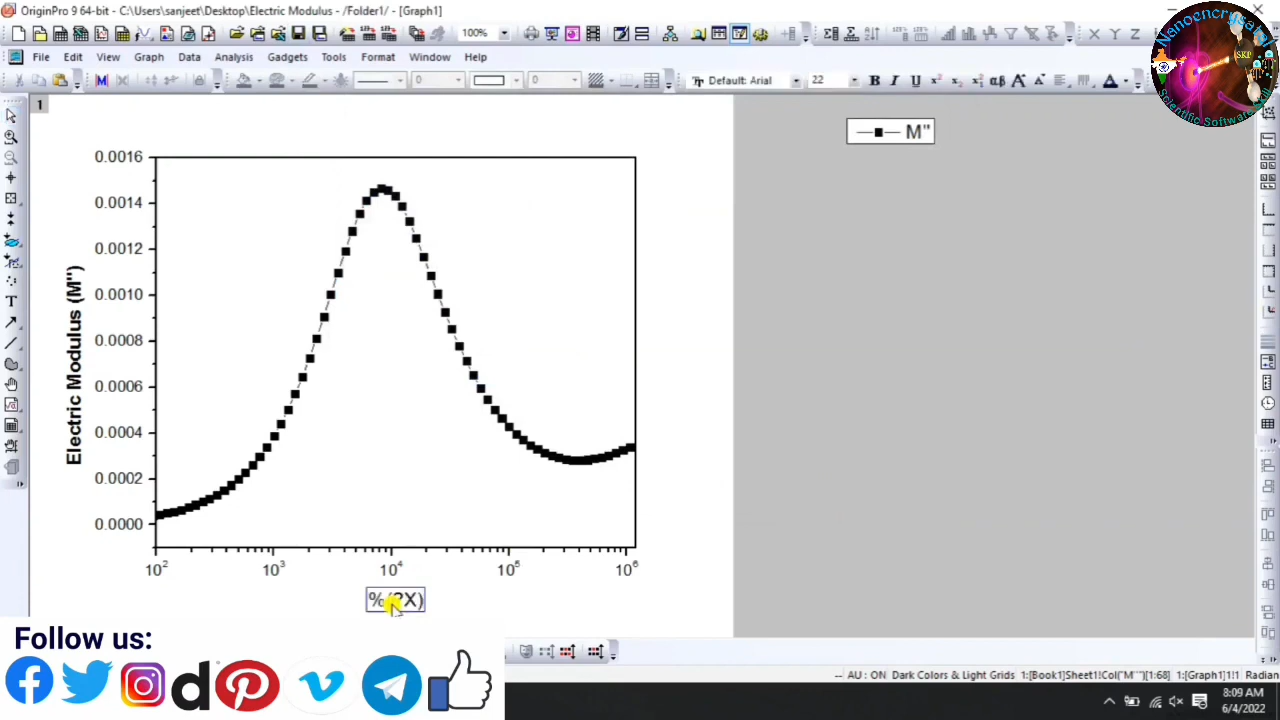 OriginPro 9 64-bit - C:\Users\sanjeet\Desktop\Electric Modulus - /Folder1/ - [Graph1]
100%
File Edit View Graph Data Analysis Gadgets Tools Format Window Help
Default: Arial 22 B I U
Nanoencrystal
SKP
Scientific Software
1
M"
0.0016
0.0014
0.0012
0.0010
0.0008
0.0006
0.0004
0.0002
0.0000
Electric Modulus (M")
10² 10³ 10⁴ 10⁵ 10⁶
%(?X)
Follow us:
AU : ON Dark Colors & Light Grids 1:[Book1]Sheet1!Col("M''")[1:68] 1:[Graph1]1!1 Radian
8:09 AM
6/4/2022